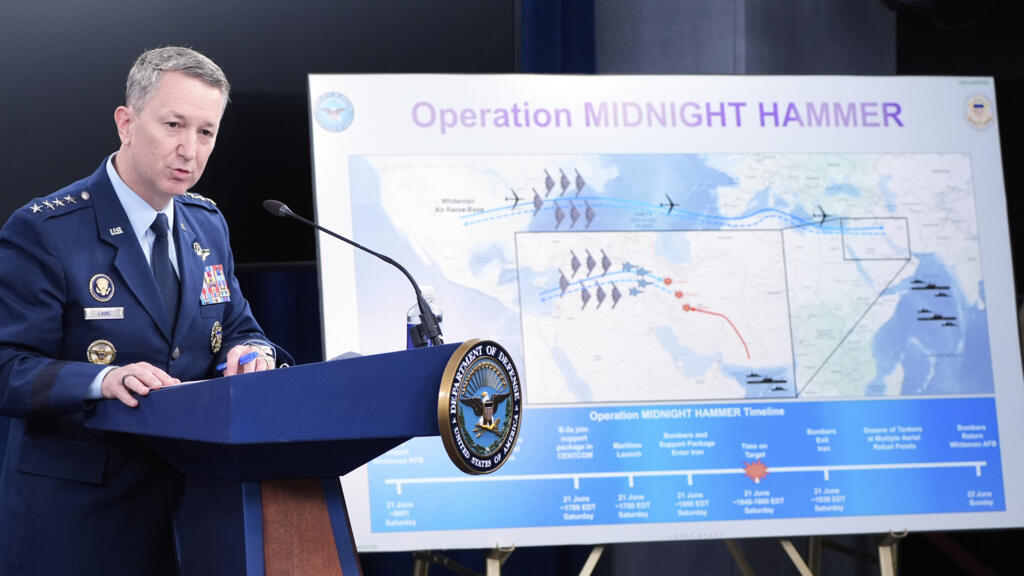 Operation MIDNIGHT HAMMER
Whiteman
Air Force Base
U.S.
CAINE
DEPARTMENT OF DEFENSE
UNITED STATES OF AMERICA
Operation MIDNIGHT HAMMER Timeline
Whiteman AFB
B-2s join
support
package in
CENTCOM
Maritime
Launch
Bombers and
Support Package
Enter Iran
Time on
Target
Bombers
Exit
Iran
Dozens of Tankers
at Multiple Aerial
Refuel Points
Bombers
Return
Whiteman AFB
21 June
~0001
Saturday
21 June
~1700 EDT
Saturday
21 June
~1700 EDT
Saturday
21 June
Saturday
21 June
~1840-1900 EDT
Saturday
21 June
~1930 EDT
Saturday
22 June
Sunday